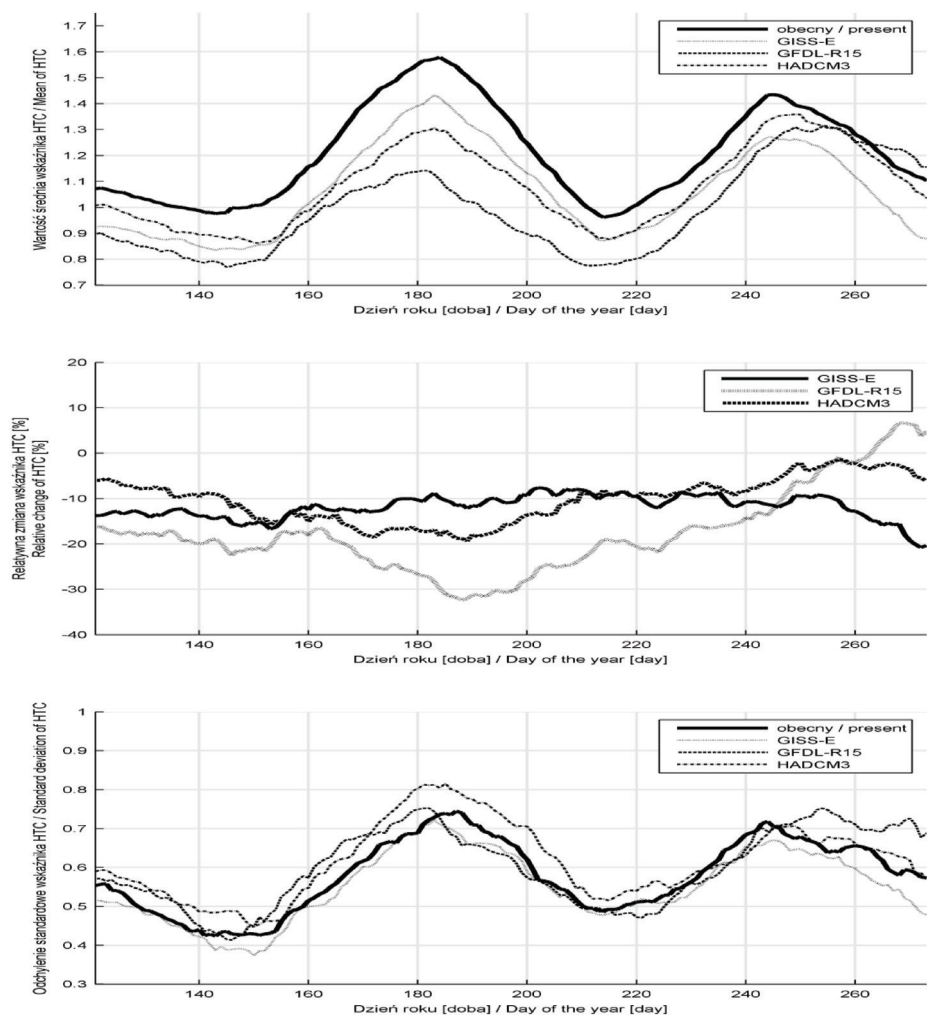 Wartość średnia wskaźnika HTC / Mean of HTC
1.7
1.6
1.5
1.4
1.3
1.2
1.1
1
0.9
0.8
0.7
obecny / present
GISS-E
GFDL-R15
HADCM3
140 160 180 200 220 240 260
Dzień roku [doba] / Day of the year [day]
Relatywna zmiana wskaźnika HTC [%]
Relative change of HTC [%]
20
10
0
-10
-20
-30
-40
GISS-E
GFDL-R15
HADCM3
140 160 180 200 220 240 260
Dzień roku [doba] / Day of the year [day]
Odchylenie standardowe wskaźnika HTC / Standard deviation of HTC
1
0.9
0.8
0.7
0.6
0.5
0.4
0.3
obecny / present
GISS-E
GFDL-R15
HADCM3
140 160 180 200 220 240 260
Dzień roku [doba] / Day of the year [day]